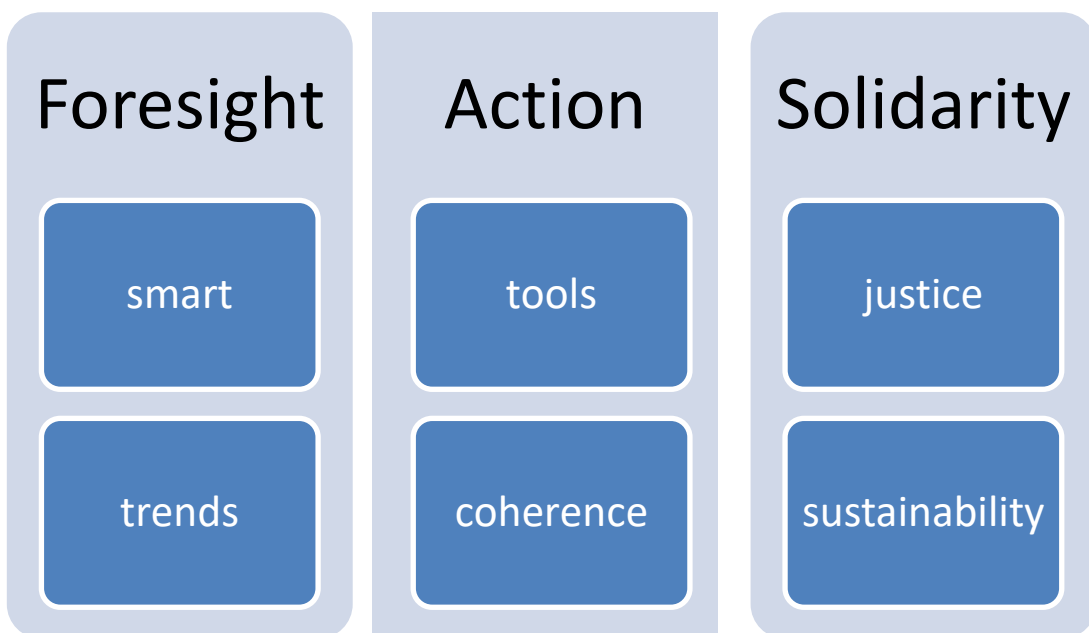 Foresight
smart
trends
Action
tools
coherence
Solidarity
justice
sustainability